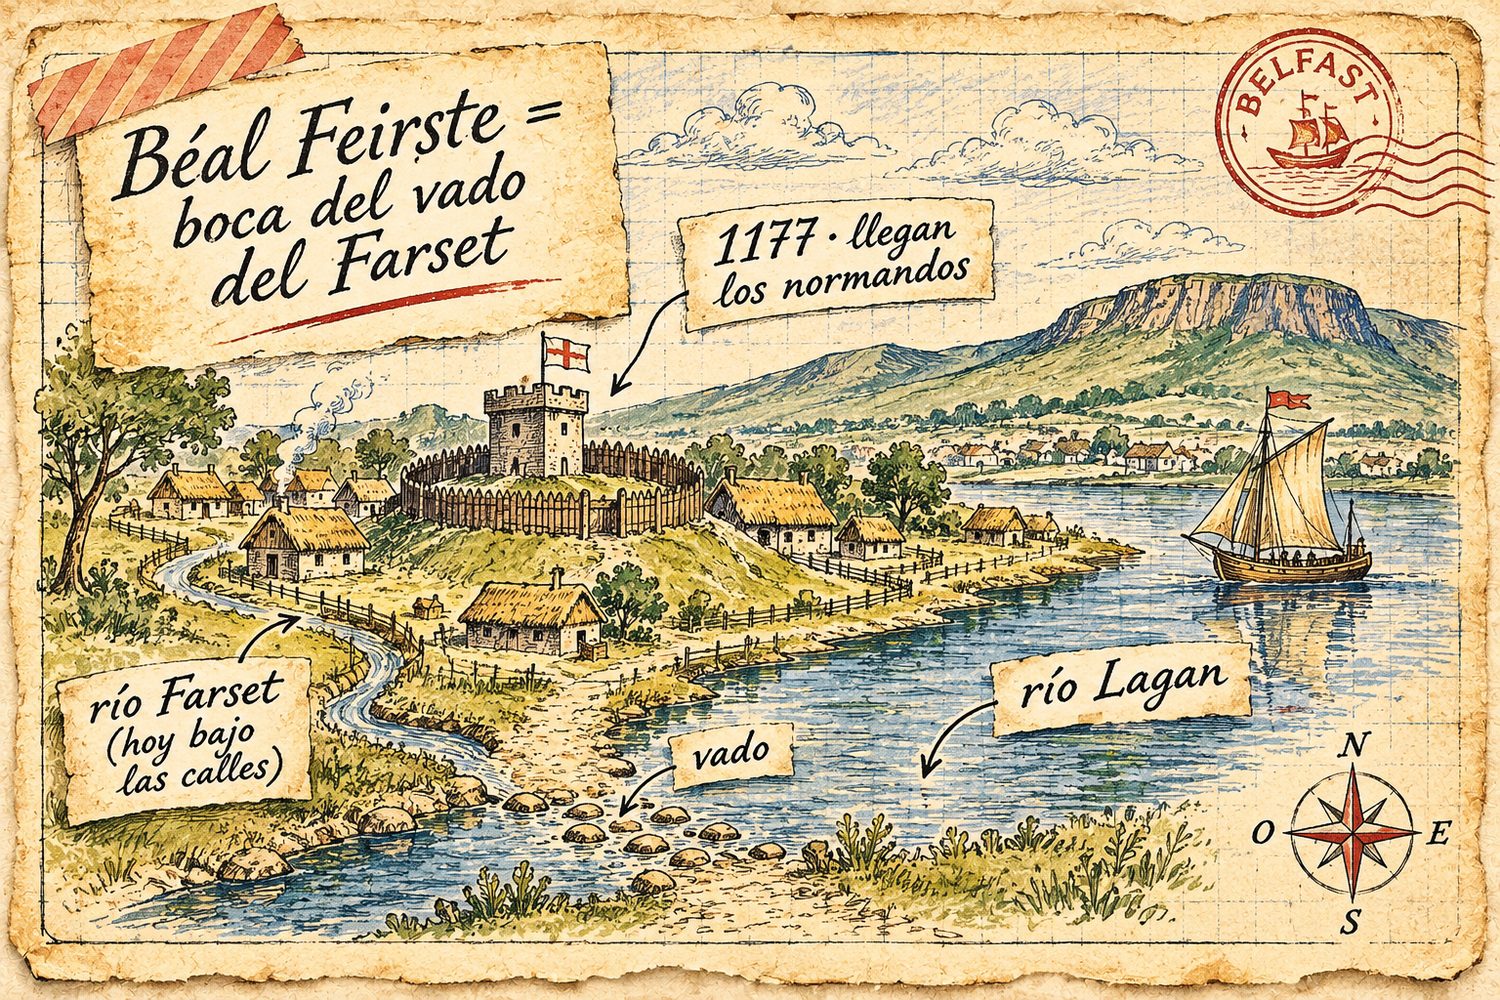 Béal Feirste =
boca del vado
del Farset
BELFAST
1177 · llegan
los normandos
río Farset
(hoy bajo
las calles)
vado
río Lagan
N
O
E
S